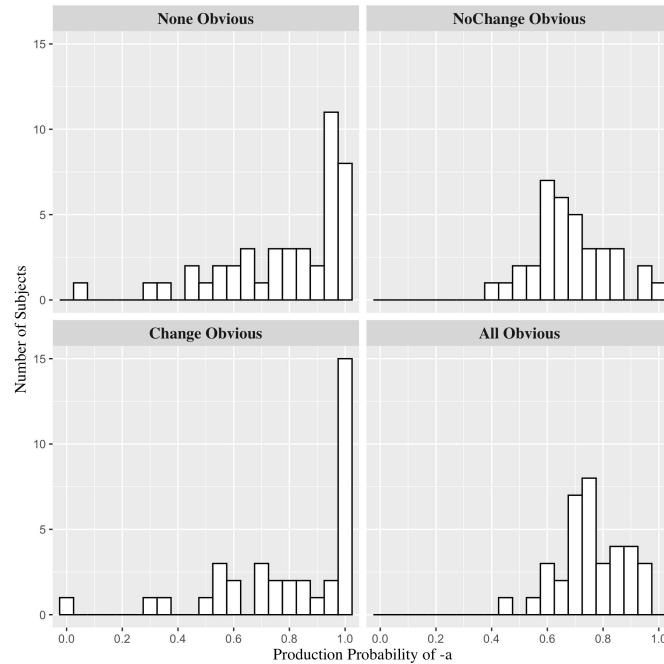 None Obvious
NoChange Obvious
15
10
5
0
Change Obvious
All Obvious
15
10
5
0
Number of Subjects
0.0 0.2 0.4 0.6 0.8 1.0
0.0 0.2 0.4 0.6 0.8
Production Probability of -a